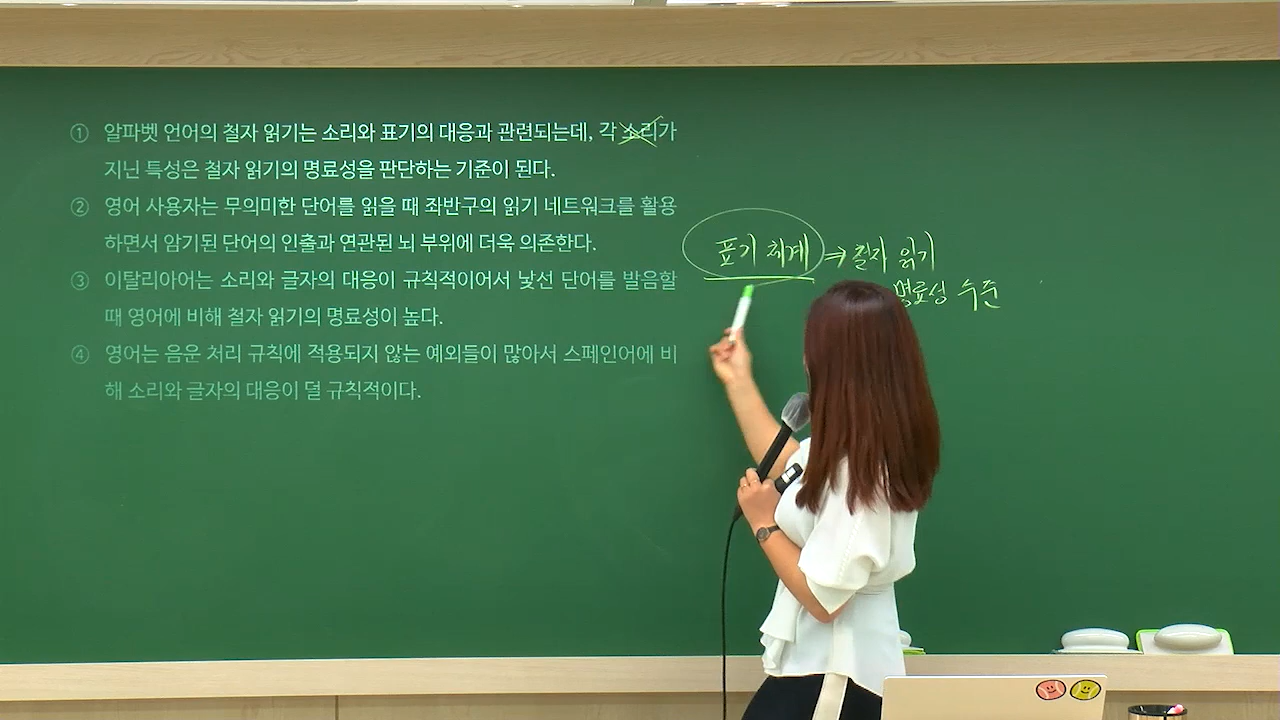 ① 알파벳 언어의 철자 읽기는 소리와 표기의 대응과 관련되는데, 각 소리가
지닌 특성은 철자 읽기의 명료성을 판단하는 기준이 된다.
② 영어 사용자는 무의미한 단어를 읽을 때 좌반구의 읽기 네트워크를 활용
하면서 암기된 단어의 인출과 연관된 뇌 부위에 더욱 의존한다.
③ 이탈리아어는 소리와 글자의 대응이 규칙적이어서 낯선 단어를 발음할
때 영어에 비해 철자 읽기의 명료성이 높다.
④ 영어는 음운 처리 규칙에 적용되지 않는 예외들이 많아서 스페인어에 비
해 소리와 글자의 대응이 덜 규칙적이다.
표기 체계 ⇒ 철자 읽기
명료성 수준